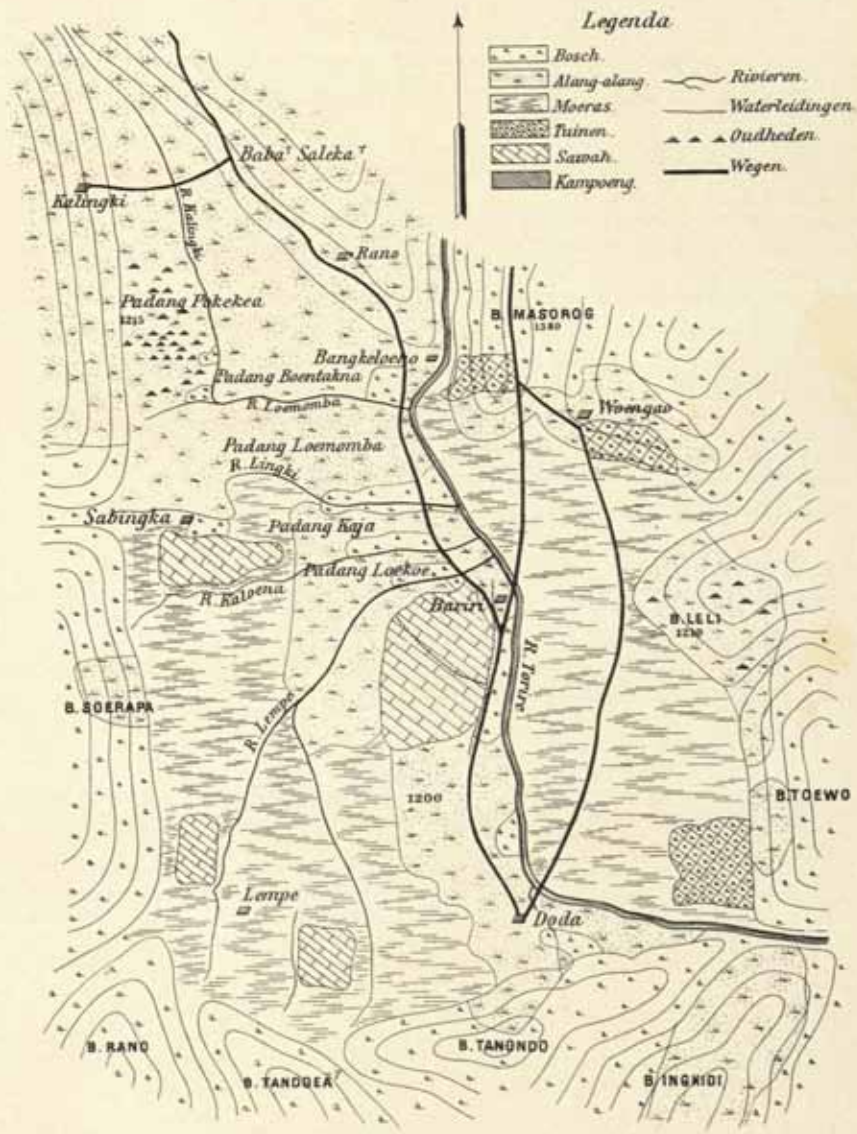 Legenda
Bosch.
Alang-alang.
Moeras
Tuinen.
Sawah.
Kampoeng.
Rivieren.
Waterleidingen.
Oudheden.
Wegen.
Baba' Saleka
Kalingki
R. Kalingki
Rano
Padang Pokekea
1215
B. MASOROG
1380
Bangkeloeho
Padang Boentakna
R. Loemomba
Woengao
Padang Loemomba
R. Lingki
Sabingka
Padang Kaja
Padang Loekoe
R. Kaloena
Bariri
B. LELI
1230
R. Torire
B. SOERAPA
R. Lempe
1200
B. TOEWO
Lempe
Doda
B. RANO
B. TANONDO
B. TANDOEA
B. INGKIDI